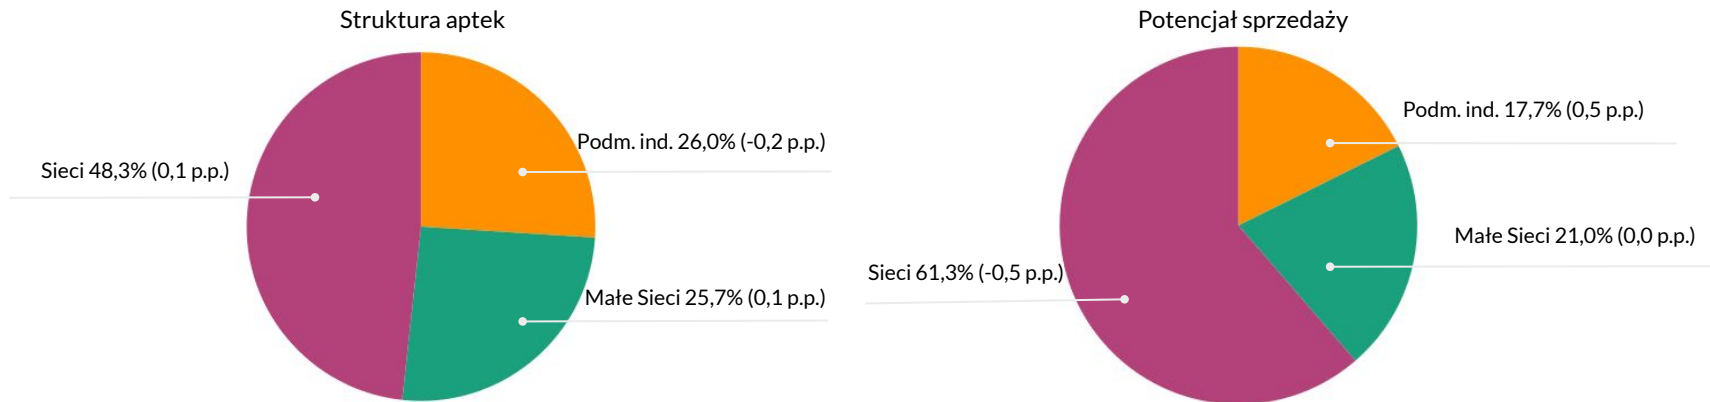 Struktura aptek
Podm. ind. 26,0% (-0,2 p.p.)
Sieci 48,3% (0,1 p.p.)
Małe Sieci 25,7% (0,1 p.p.)
Potencjał sprzedaży
Podm. ind. 17,7% (0,5 p.p.)
Małe Sieci 21,0% (0,0 p.p.)
Sieci 61,3% (-0,5 p.p.)